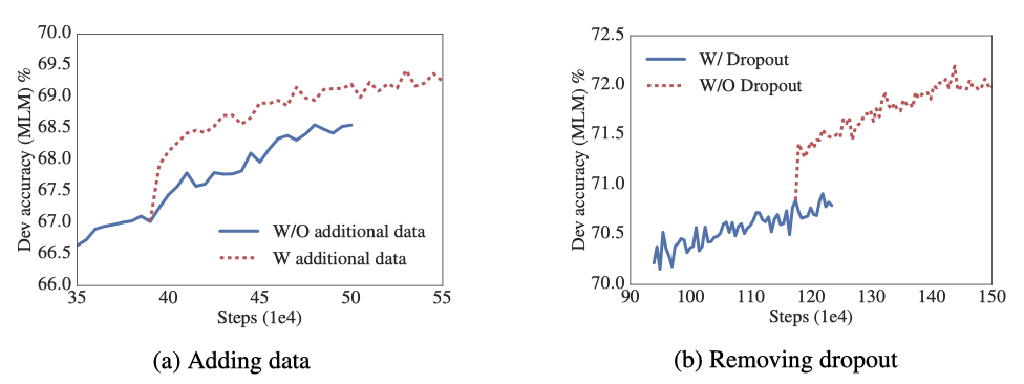 70.0
69.5
69.0
68.5
68.0
67.5
67.0
66.5
66.0
Dev accuracy (MLM) %
W/O additional data
W additional data
35 40 45 50 55
Steps (1e4)
(a) Adding data
72.5
72.0
71.5
71.0
70.5
70.0
Dev accuracy (MLM) %
W/ Dropout
W/O Dropout
90 100 110 120 130 140 150
Steps (1e4)
(b) Removing dropout